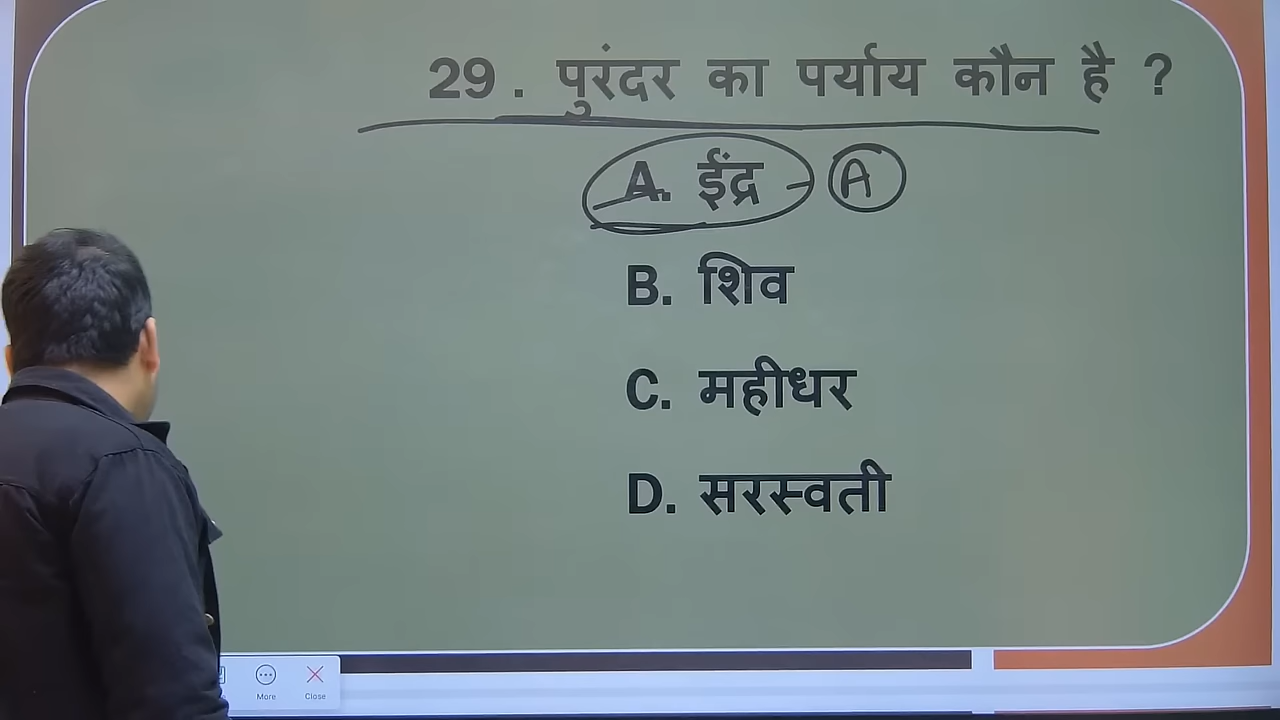 29 . पुरंदर का पर्याय कौन है ?
A. ईंद्र A
B. शिव
C. महीधर
D. सरस्वती
More Close